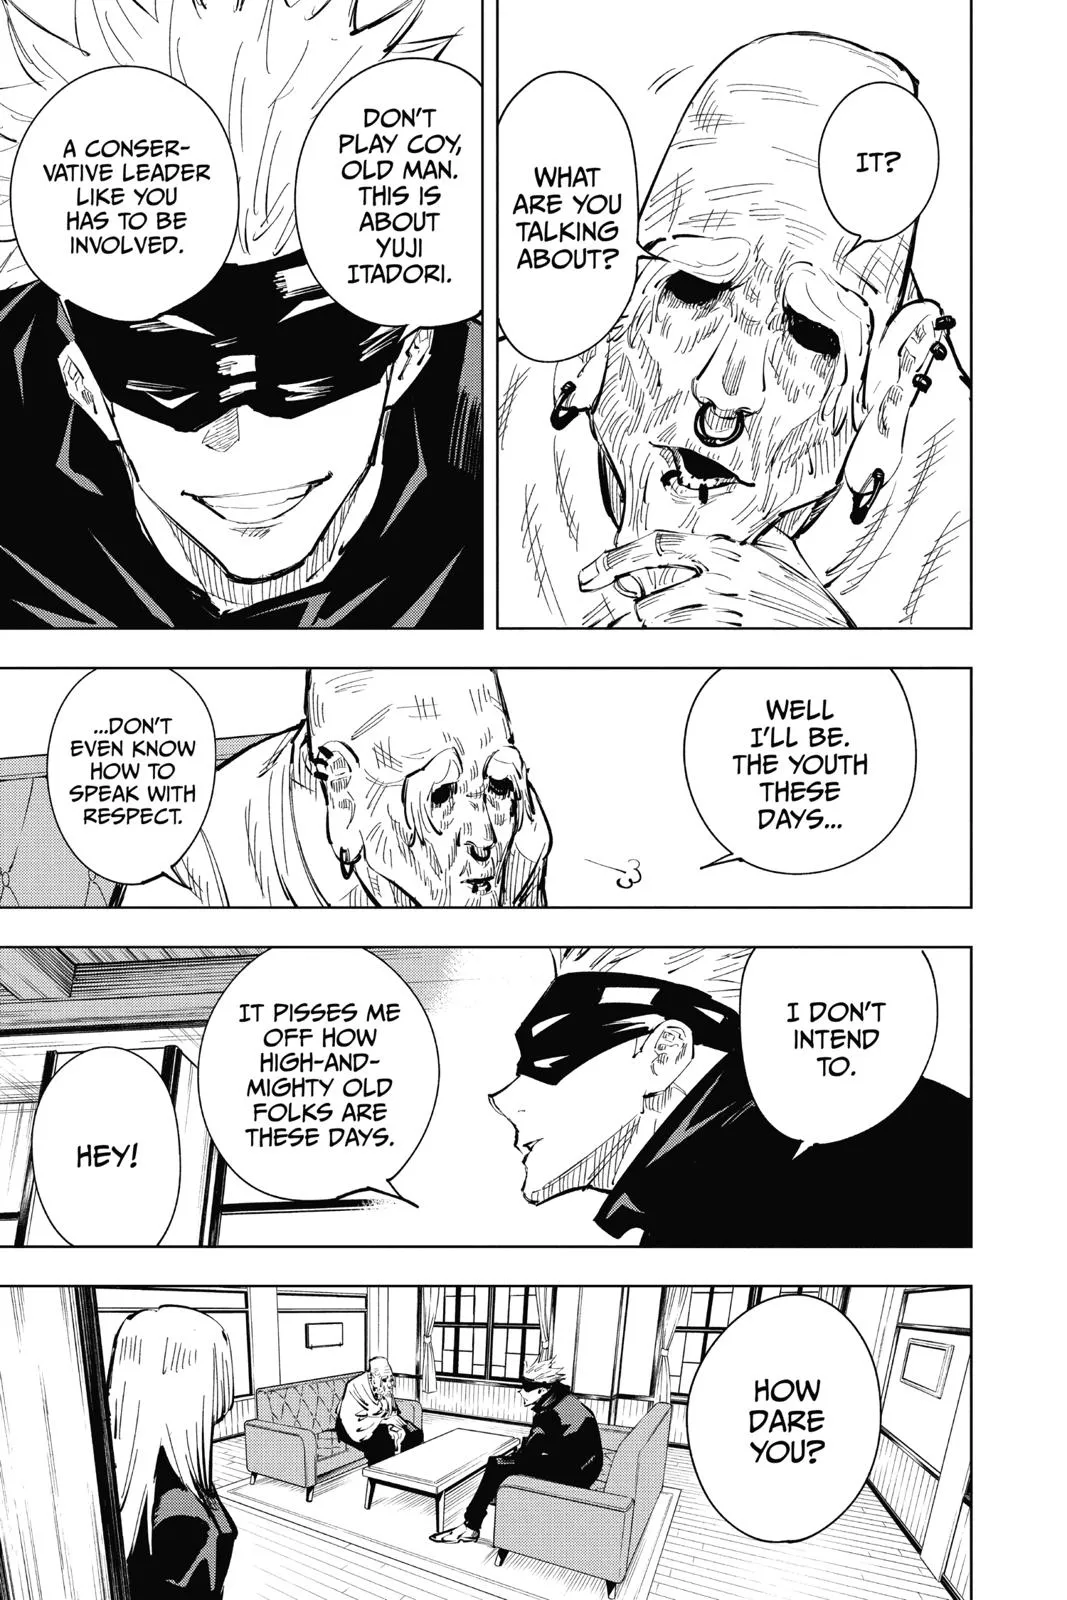 IT?
WHAT
ARE YOU
TALKING
ABOUT?
DON'T
PLAY COY,
OLD MAN.
THIS IS
ABOUT
YUJI
ITADORI.
A CONSER-
VATIVE LEADER
LIKE YOU
HAS TO BE
INVOLVED.
WELL
I'LL BE.
THE YOUTH
THESE
DAYS...
...DON'T
EVEN KNOW
HOW TO
SPEAK WITH
RESPECT.
I DON'T
INTEND
TO.
IT PISSES ME
OFF HOW
HIGH-AND-
MIGHTY OLD
FOLKS ARE
THESE DAYS.
HEY!
HOW
DARE
YOU?